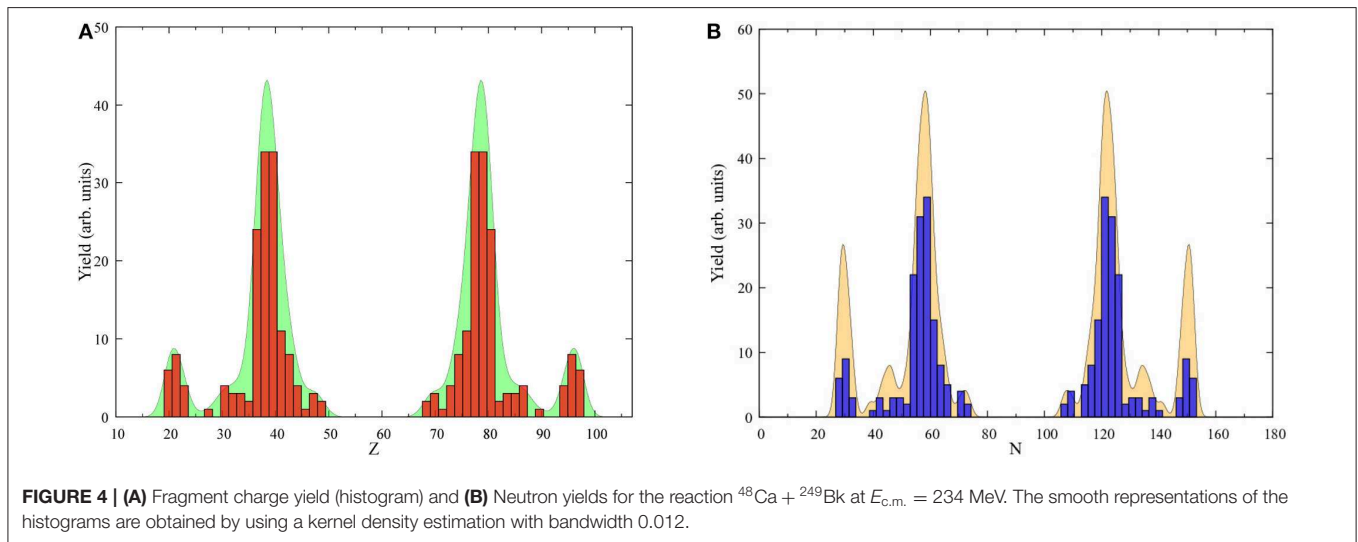 A
50
40
30
20
10
0
Yield (arb. units)
10 20 30 40 50 60 70 80 90 100
Z
B
60
50
40
30
20
10
0
Yield (arb. units)
0 20 40 60 80 100 120 140 160 180
N
FIGURE 4 | (A) Fragment charge yield (histogram) and (B) Neutron yields for the reaction ⁴⁸Ca + ²⁴⁹Bk at E_c.m. = 234 MeV. The smooth representations of the
histograms are obtained by using a kernel density estimation with bandwidth 0.012.